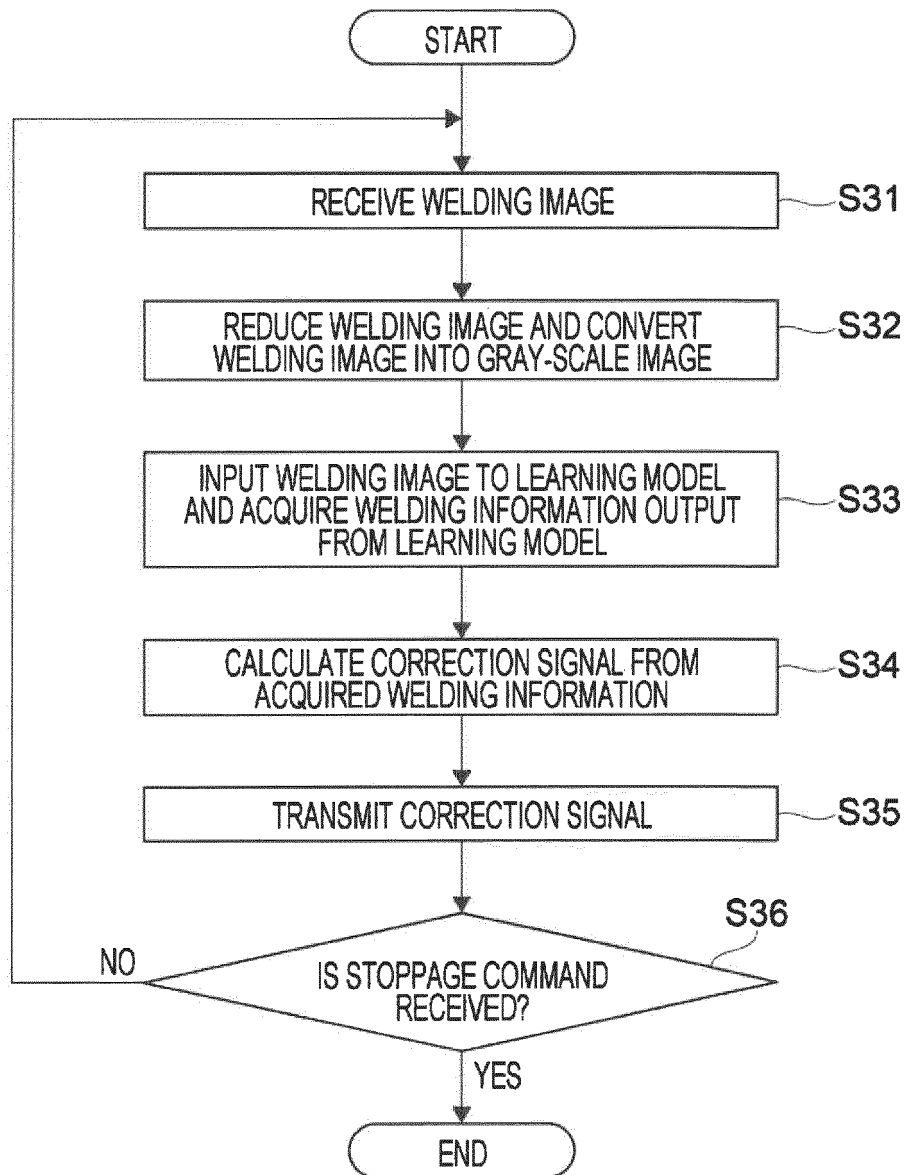 START
RECEIVE WELDING IMAGE
S31
REDUCE WELDING IMAGE AND CONVERT
WELDING IMAGE INTO GRAY-SCALE IMAGE
S32
INPUT WELDING IMAGE TO LEARNING MODEL
AND ACQUIRE WELDING INFORMATION OUTPUT
FROM LEARNING MODEL
S33
CALCULATE CORRECTION SIGNAL FROM
ACQUIRED WELDING INFORMATION
S34
TRANSMIT CORRECTION SIGNAL
S35
S36
NO
IS STOPPAGE COMMAND
RECEIVED?
YES
END